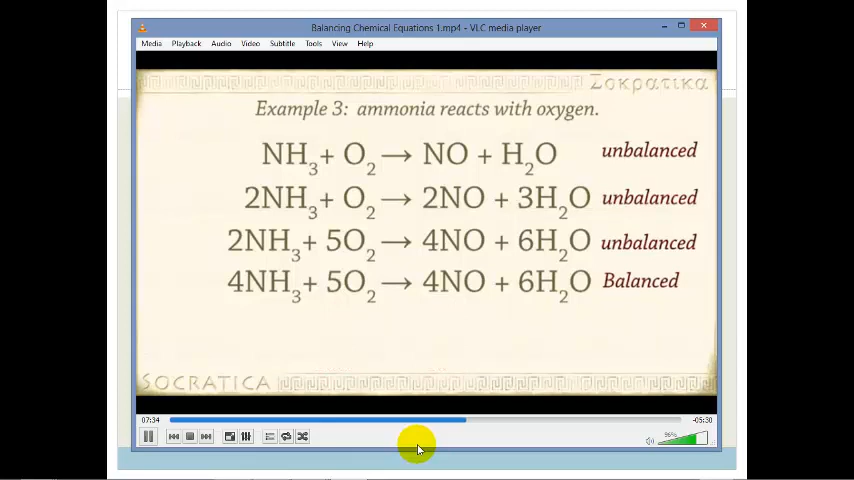 Balancing Chemical Equations 1.mp4 - VLC media player
Media Playback Audio Video Subtitle Tools View Help
Σοκρατικα
Example 3: ammonia reacts with oxygen.
NH₃+ O₂ → NO + H₂O unbalanced
2NH₃+ O₂ → 2NO + 3H₂O unbalanced
2NH₃+ 5O₂ → 4NO + 6H₂O unbalanced
4NH₃+ 5O₂ → 4NO + 6H₂O Balanced
SOCRATICA
07:34 -05:30
96%